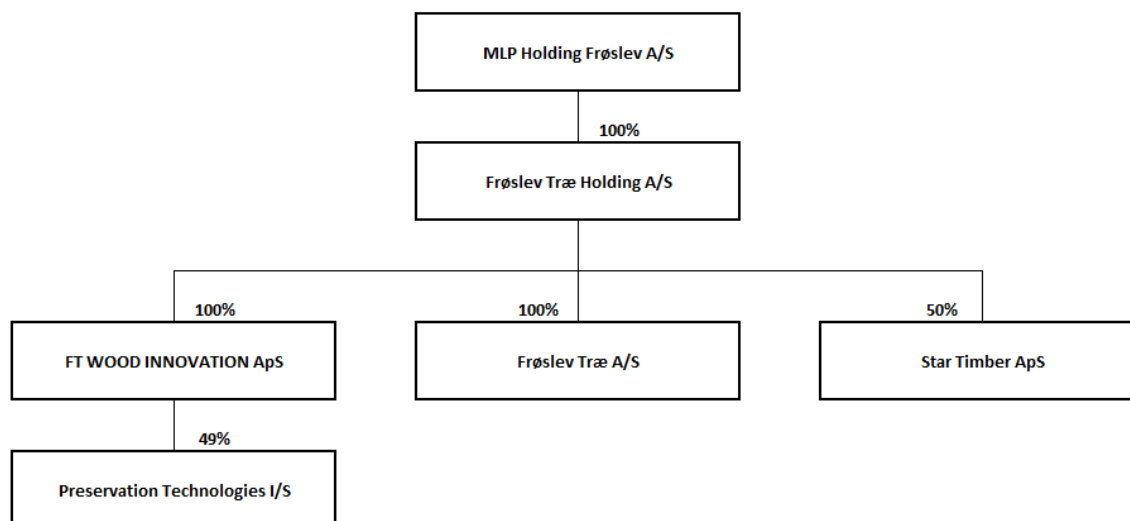 MLP Holding Frøslev A/S
100%
Frøslev Træ Holding A/S
100%
100%
50%
FT WOOD INNOVATION ApS
Frøslev Træ A/S
Star Timber ApS
49%
Preservation Technologies I/S